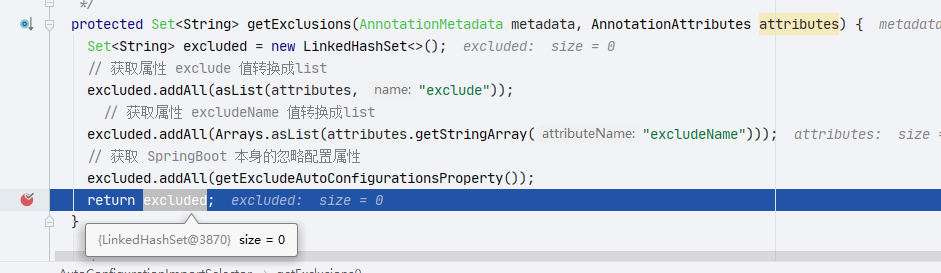 */
protected Set<String> getExclusions(AnnotationMetadata metadata, AnnotationAttributes attributes) { metadata
Set<String> excluded = new LinkedHashSet<>(); excluded: size = 0
// 获取属性 exclude 值转换成list
excluded.addAll(asList(attributes, name: "exclude"));
// 获取属性 excludeName 值转换成list
excluded.addAll(Arrays.asList(attributes.getStringArray( attributeName: "excludeName"))); attributes: size =
// 获取 SpringBoot 本身的忽略配置属性
excluded.addAll(getExcludeAutoConfigurationsProperty());
return excluded; excluded: size = 0
}
{LinkedHashSet@3870} size = 0
AutoConfigurationImportSelector > getExclusions()